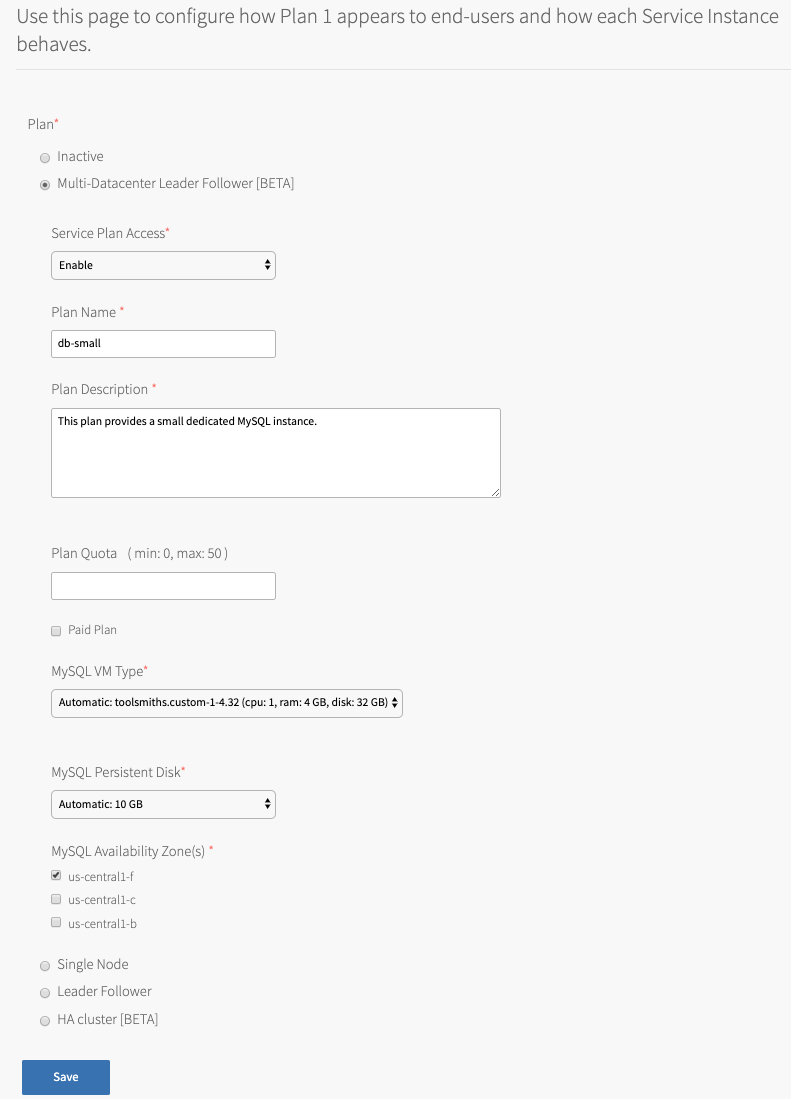 Use this page to configure how Plan 1 appears to end-users and how each Service Instance
behaves.
Plan*
Inactive
Multi-Datacenter Leader Follower [BETA]
Service Plan Access*
Enable
Plan Name *
db-small
Plan Description *
This plan provides a small dedicated MySQL instance.
Plan Quota ( min: 0, max: 50 )
Paid Plan
MySQL VM Type*
Automatic: toolsmiths.custom-1-4.32 (cpu: 1, ram: 4 GB, disk: 32 GB)
MySQL Persistent Disk*
Automatic: 10 GB
MySQL Availability Zone(s) *
us-central1-f
us-central1-c
us-central1-b
Single Node
Leader Follower
HA cluster [BETA]
Save